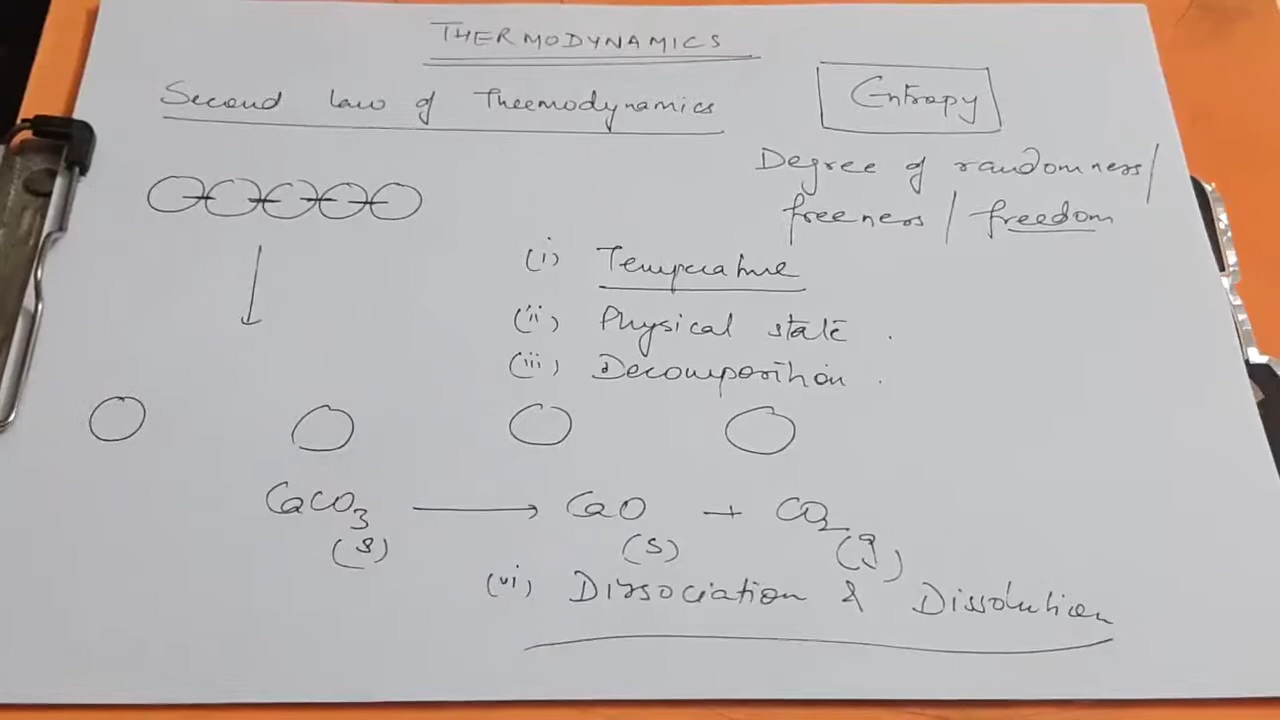 THERMODYNAMICS
Second law of Theemodynamics
Entropy
Degree of randomness/
freeness / freedom
(i) Temperature
(ii) Physical state .
(iii) Decomposition .
CaCO3 → CaO + CO2
(s) (s) (g)
(vi) Dissociation & Dissolution